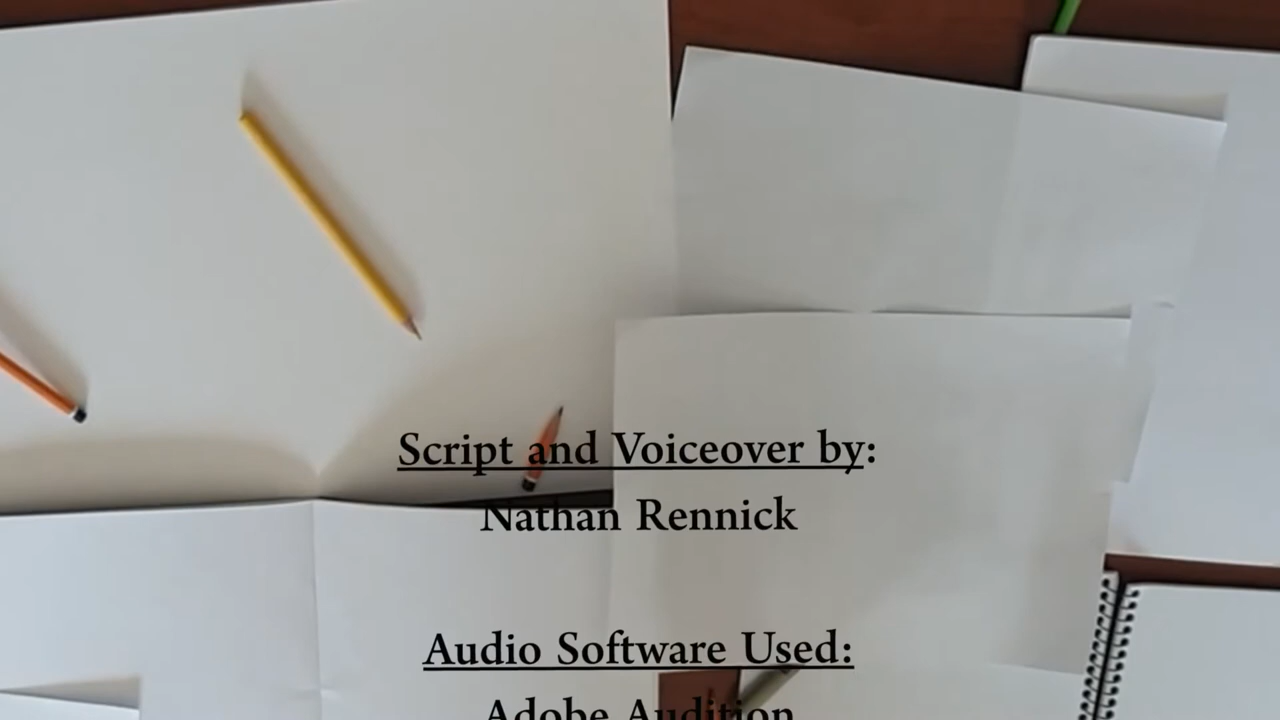 Script and Voiceover by:
Nathan Rennick
Audio Software Used:
Adobe Audition